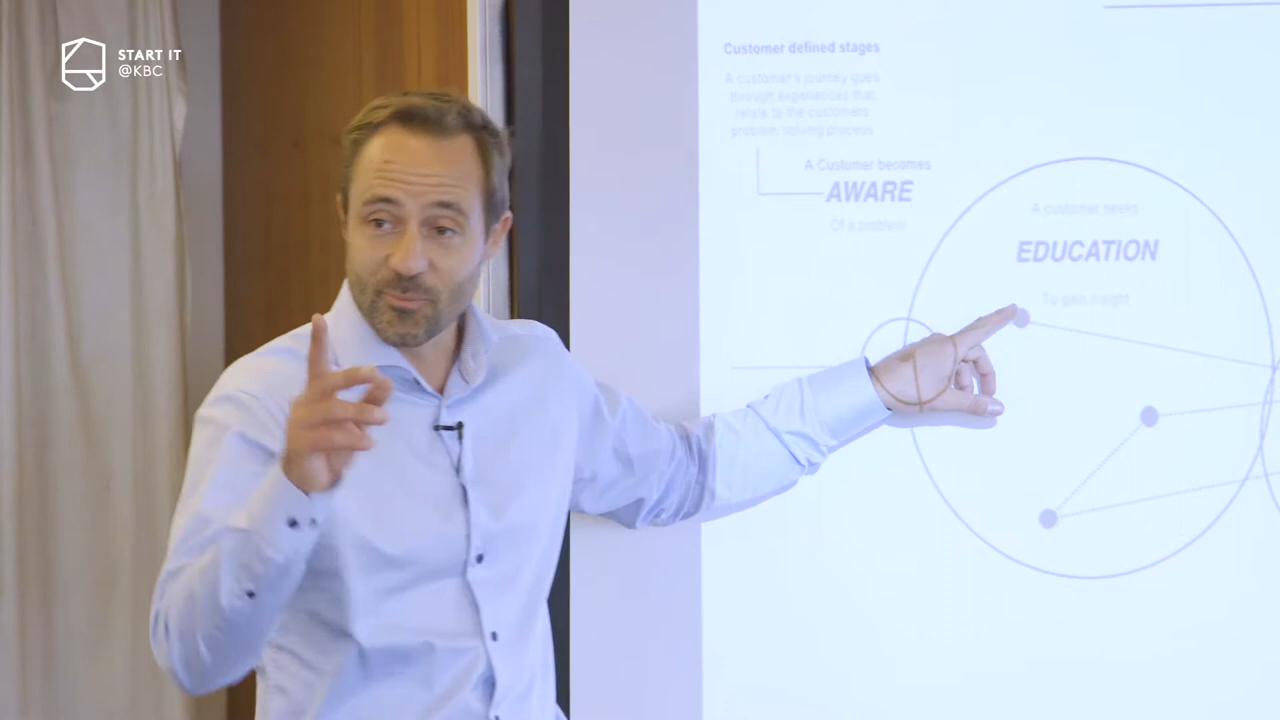 START IT
@KBC
Customer defined stages
A customer's journey goes
through experiences that
relate to the customers
problem solving process
A Customer becomes
AWARE
Of a problem
A customer seeks
EDUCATION
To gain insight